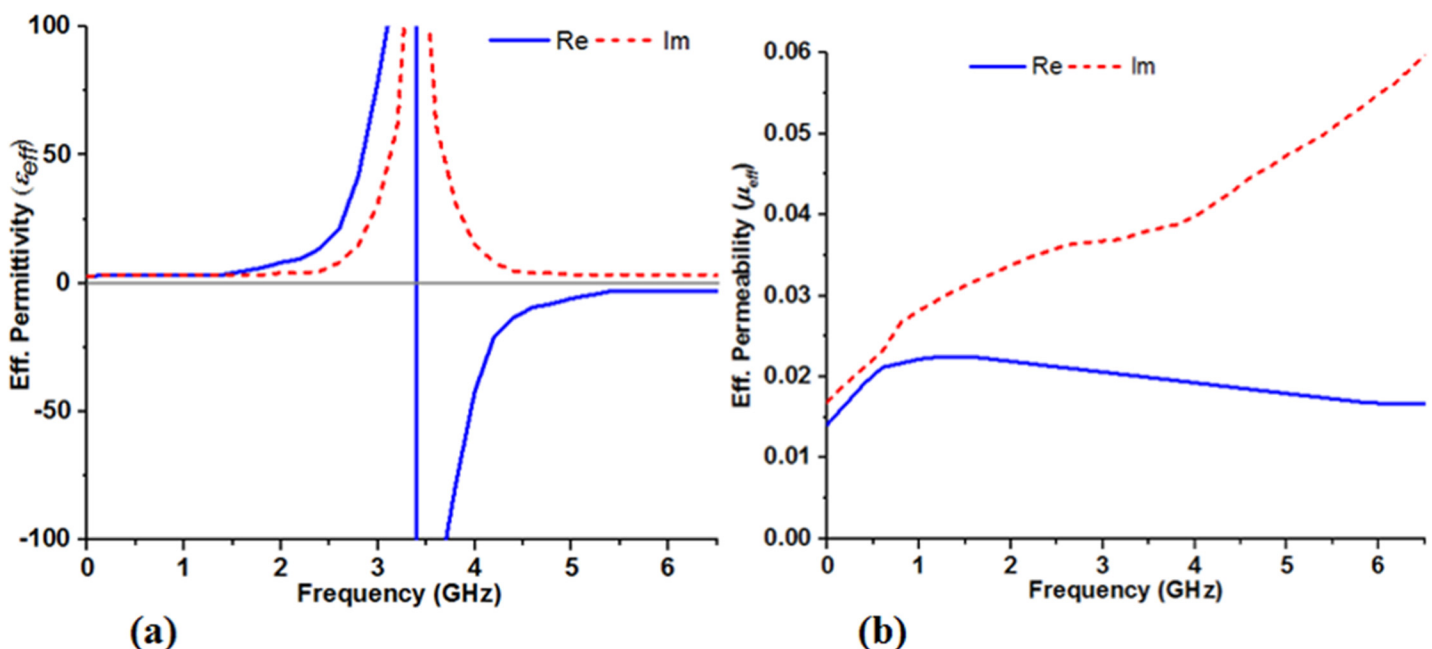 100
50
0
-50
-100
Eff. Permittivity (ε_eff)
Re Im
0 1 2 3 4 5 6
Frequency (GHz)
(a)
0.06
0.05
0.04
0.03
0.02
0.01
0.00
Eff. Permeability (μ_eff)
Re Im
0 1 2 3 4 5 6
Frequency (GHz)
(b)